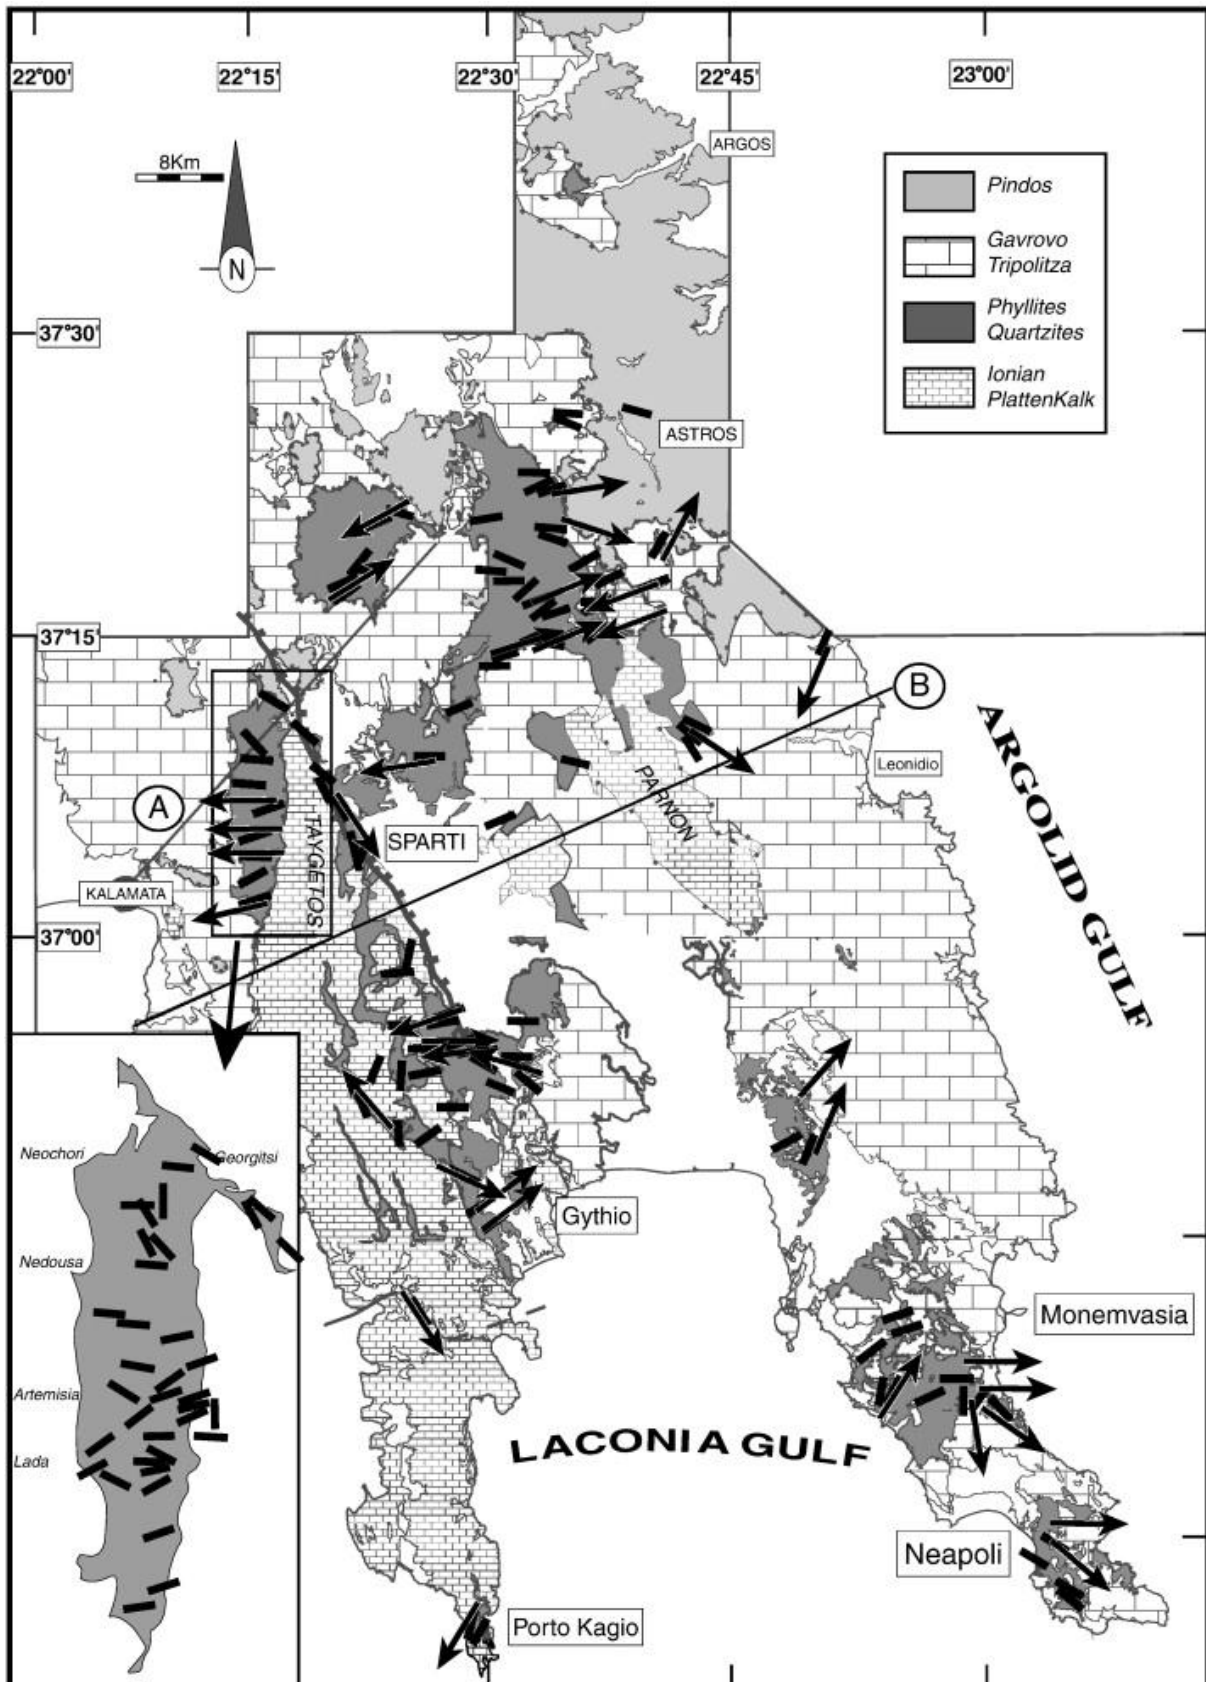 22°00'
22°15'
22°30'
22°45'
23°00'
8Km
N
ARGOS
Pindos
Gavrovo
Tripolitza
Phyllites
Quartzites
Ionian
PlattenKalk
37°30'
ASTROS
37°15'
B
A
Leonidio
PARNON
TAYGETOS
SPARTI
KALAMATA
37°00'
ARGOLID GULF
Neochori
Georgitsi
Nedousa
Artemisia
Lada
Gythio
Monemvasia
LACONIA GULF
Neapoli
Porto Kagio